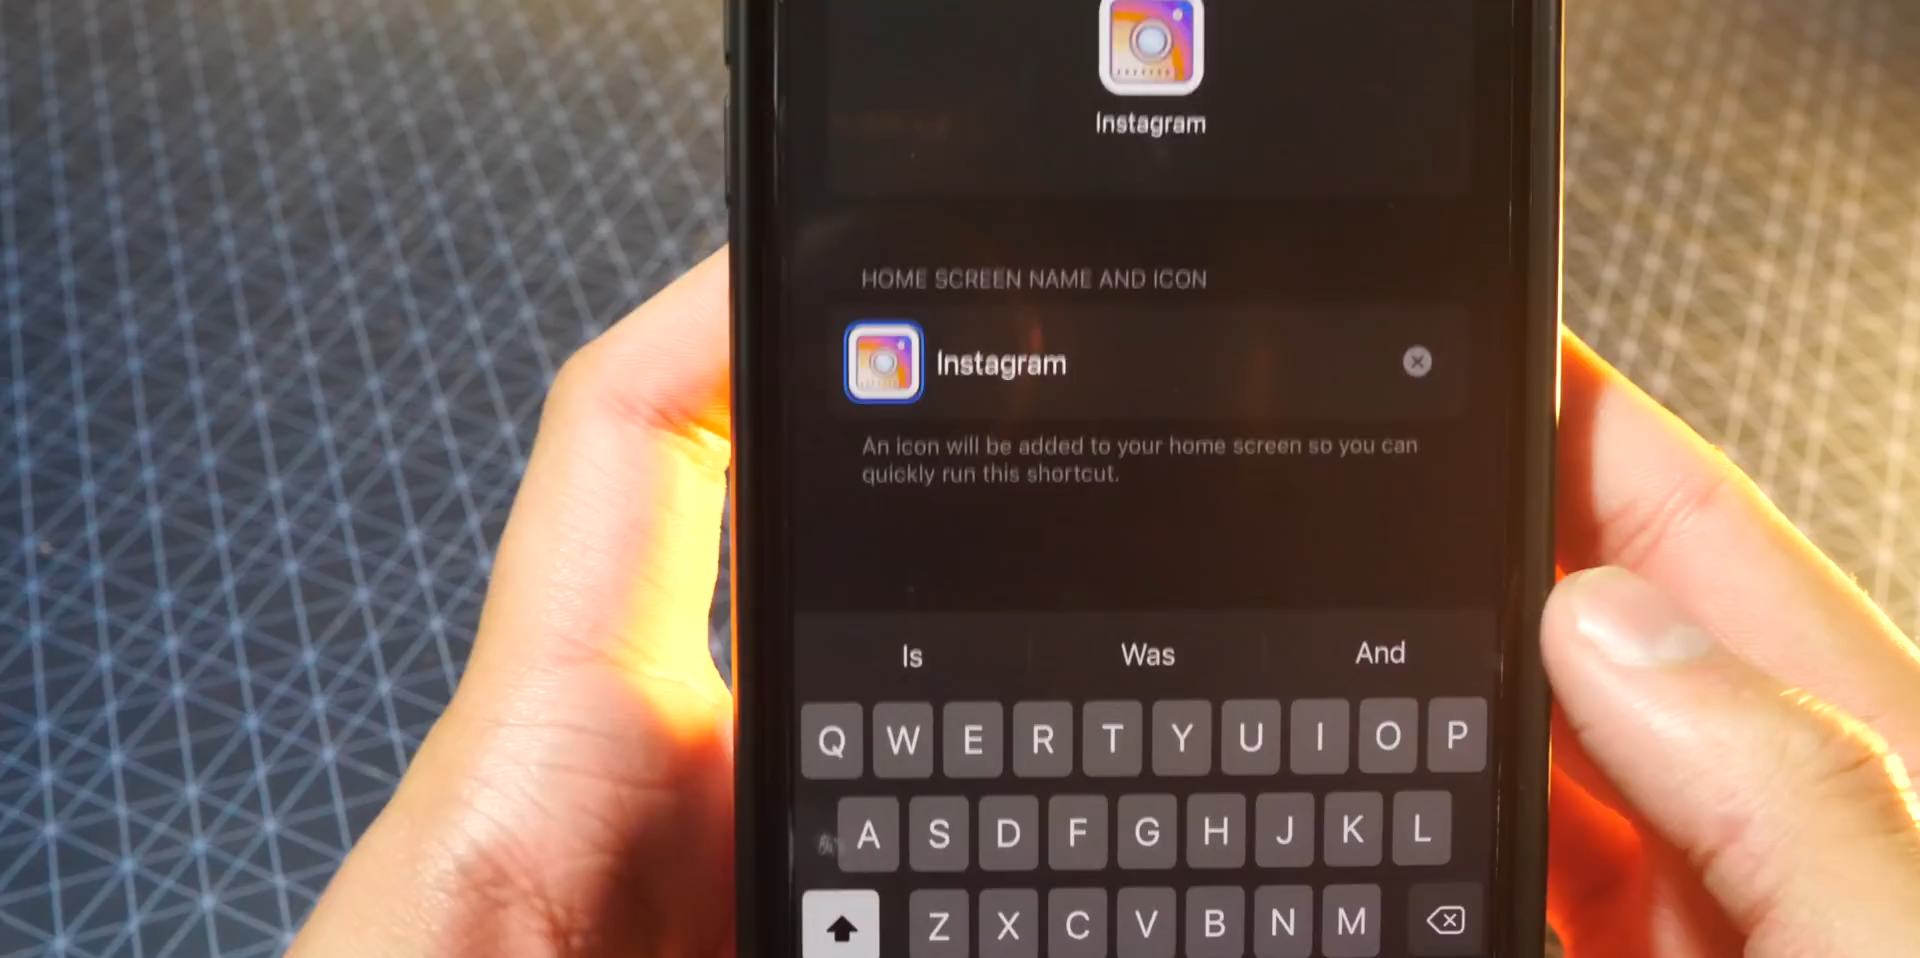 Instagram
HOME SCREEN NAME AND ICON
Instagram
An icon will be added to your home screen so you can
quickly run this shortcut.
Is Was And
Q W E R T Y U I O P
A S D F G H J K L
Z X C V B N M